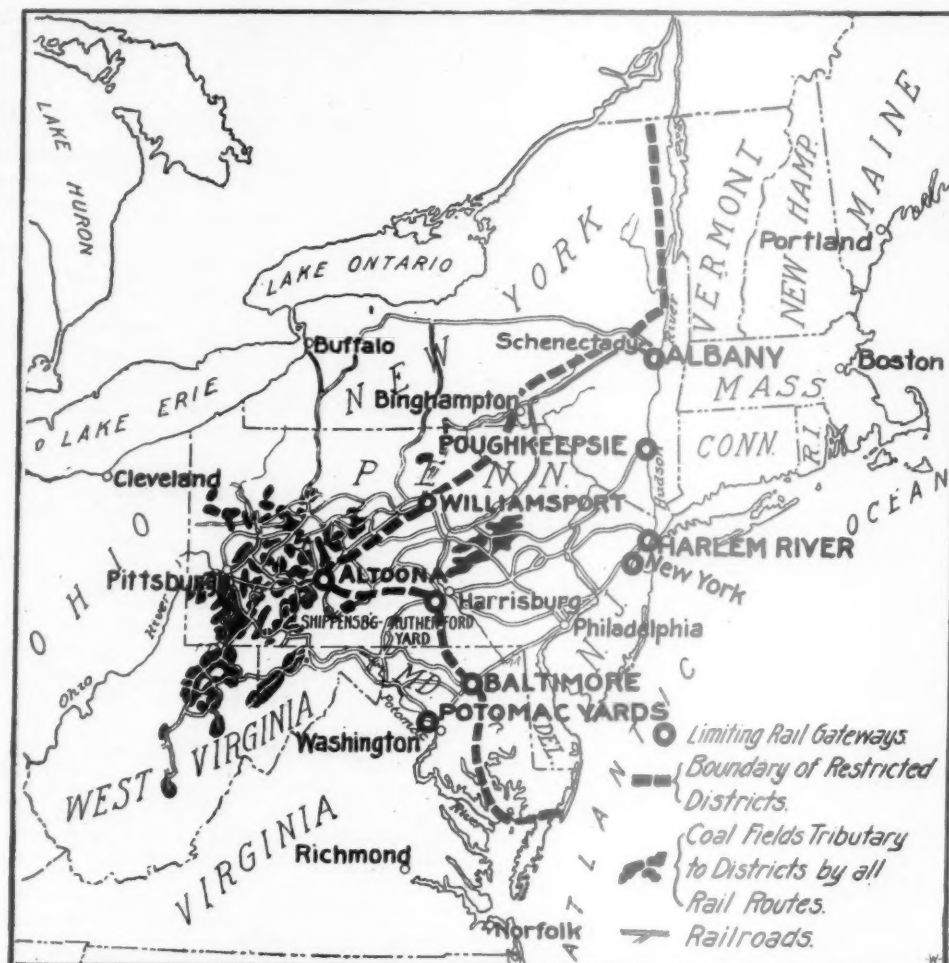 LAKE HURON
MAINE
NEW HAMP.
VERMONT
Portland
LAKE ONTARIO
NEW YORK
River
Schenectady
ALBANY
Buffalo
Boston
MASS
LAKE ERIE
Binghampton
POUGHKEEPSIE
CONN.
R.I.
Hudson
OCEAN
Cleveland
PENN.
WILLIAMSPORT
HARLEM RIVER
New York
OHIO
Pittsburg
ALTOONA
Harrisburg
River
SHIPPENSBG- RUTHERFORD
YARD
Philadelphia
N.J.
Ohio
MD.
BALTIMORE
POTOMAC YARDS
Washington
DEL.
WEST VIRGINIA
River
VIRGINIA
Richmond
Norfolk
ATLANTIC
Limiting Rail Gateways.
Boundary of Restricted
Districts.
Coal Fields Tributary
to Districts by all
Rail Routes.
Railroads.
-W-